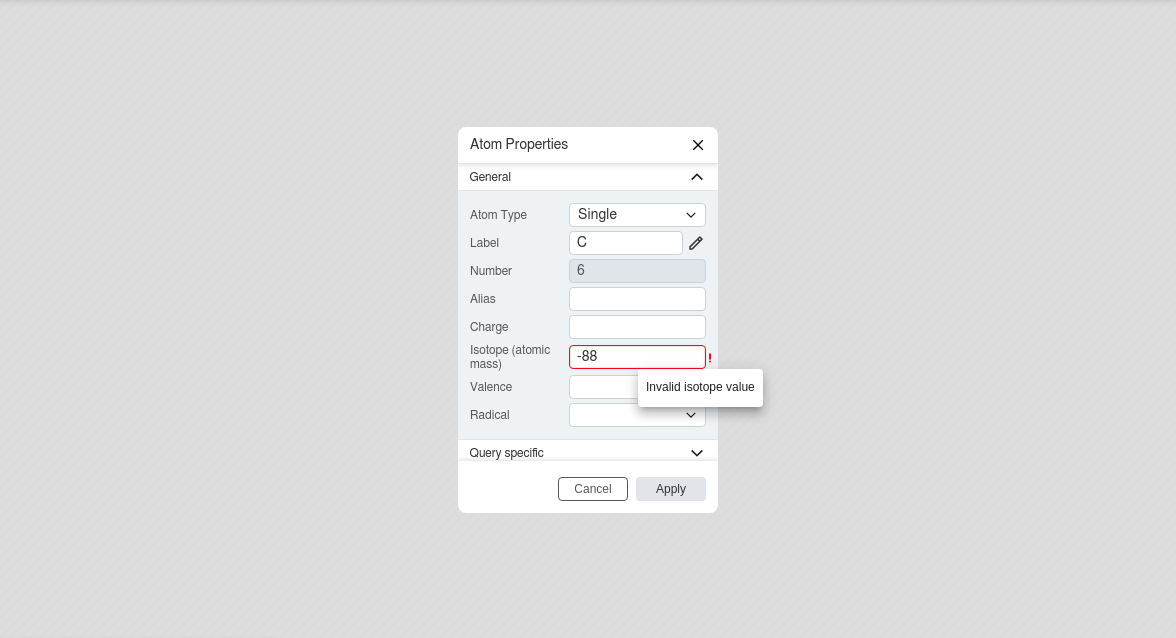 Atom Properties
General
Atom Type Single
Label C
Number 6
Alias
Charge
Isotope (atomic
mass) -88 !
Invalid isotope value
Valence
Radical
Query specific
Cancel Apply